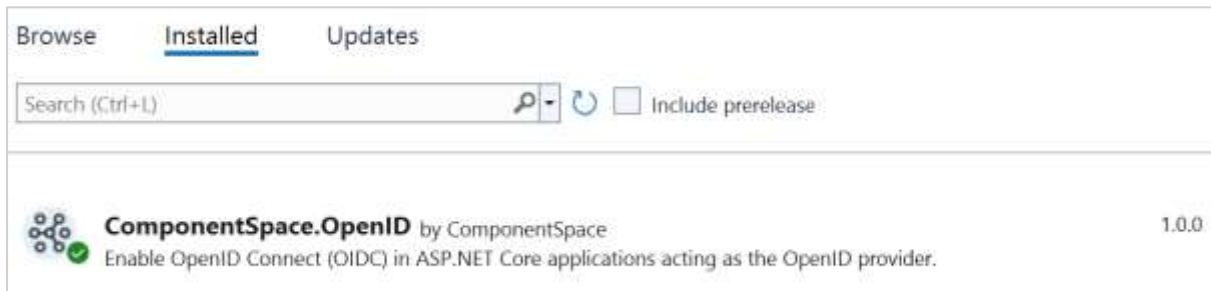 Browse Installed Updates
Search (Ctrl+L) Include prerelease
ComponentSpace.OpenID by ComponentSpace 1.0.0
Enable OpenID Connect (OIDC) in ASP.NET Core applications acting as the OpenID provider.